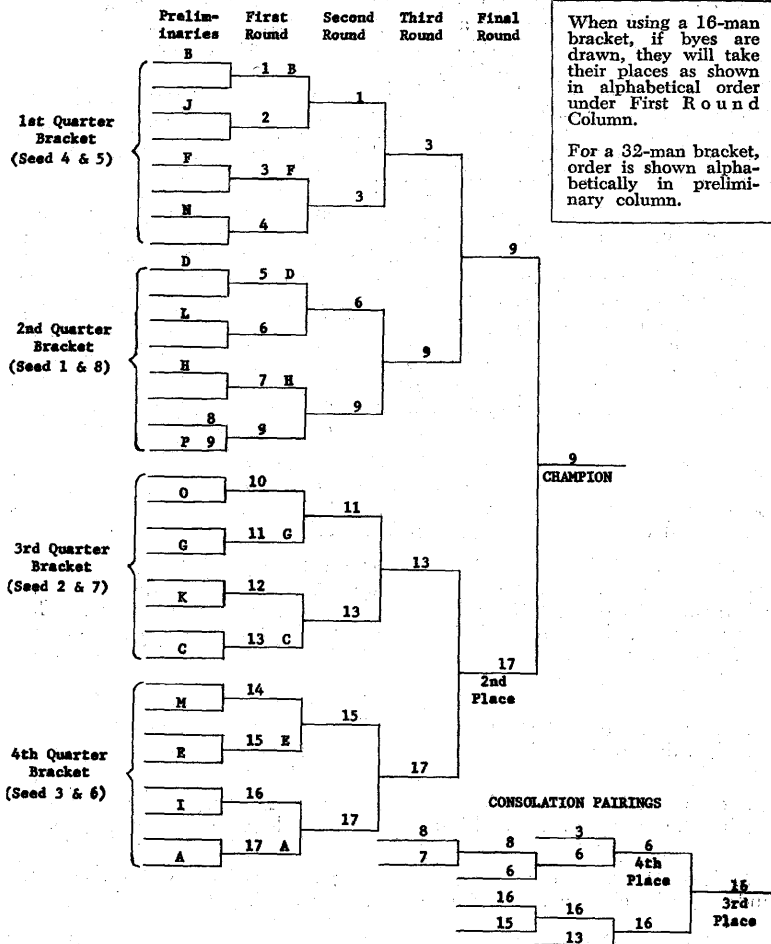 Prelim- First Second Third Final
inaries Round Round Round Round
When using a 16-man
bracket, if byes are
drawn, they will take
their places as shown
in alphabetical order
under First Round
Column.
For a 32-man bracket,
order is shown alpha-
betically in prelimi-
nary column.
1st Quarter
Bracket
(Seed 4 & 5)
B
1 B
J
2
1
F
3 F
N
4
3
3
2nd Quarter
Bracket
(Seed 1 & 8)
D
5 D
L
6
6
H
7 H
8
P 9
9
9
9
9
9
CHAMPION
3rd Quarter
Bracket
(Seed 2 & 7)
10
O
11
11 G
G
12
K
13
13 C
C
13
17
2nd
Place
4th Quarter
Bracket
(Seed 3 & 6)
14
M
15
15 E
E
16
I
17
17 A
A
17
CONSOLATION PAIRINGS
8
7
8
6
3
6
6
4th
Place
16
15
16
13
16
16
3rd
Place